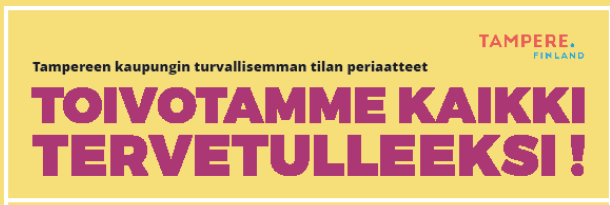 TAMPERE.
FINLAND
Tampereen kaupungin turvallisemman tilan periaatteet
TOIVOTAMME KAIKKI
TERVETULLEEKSI !